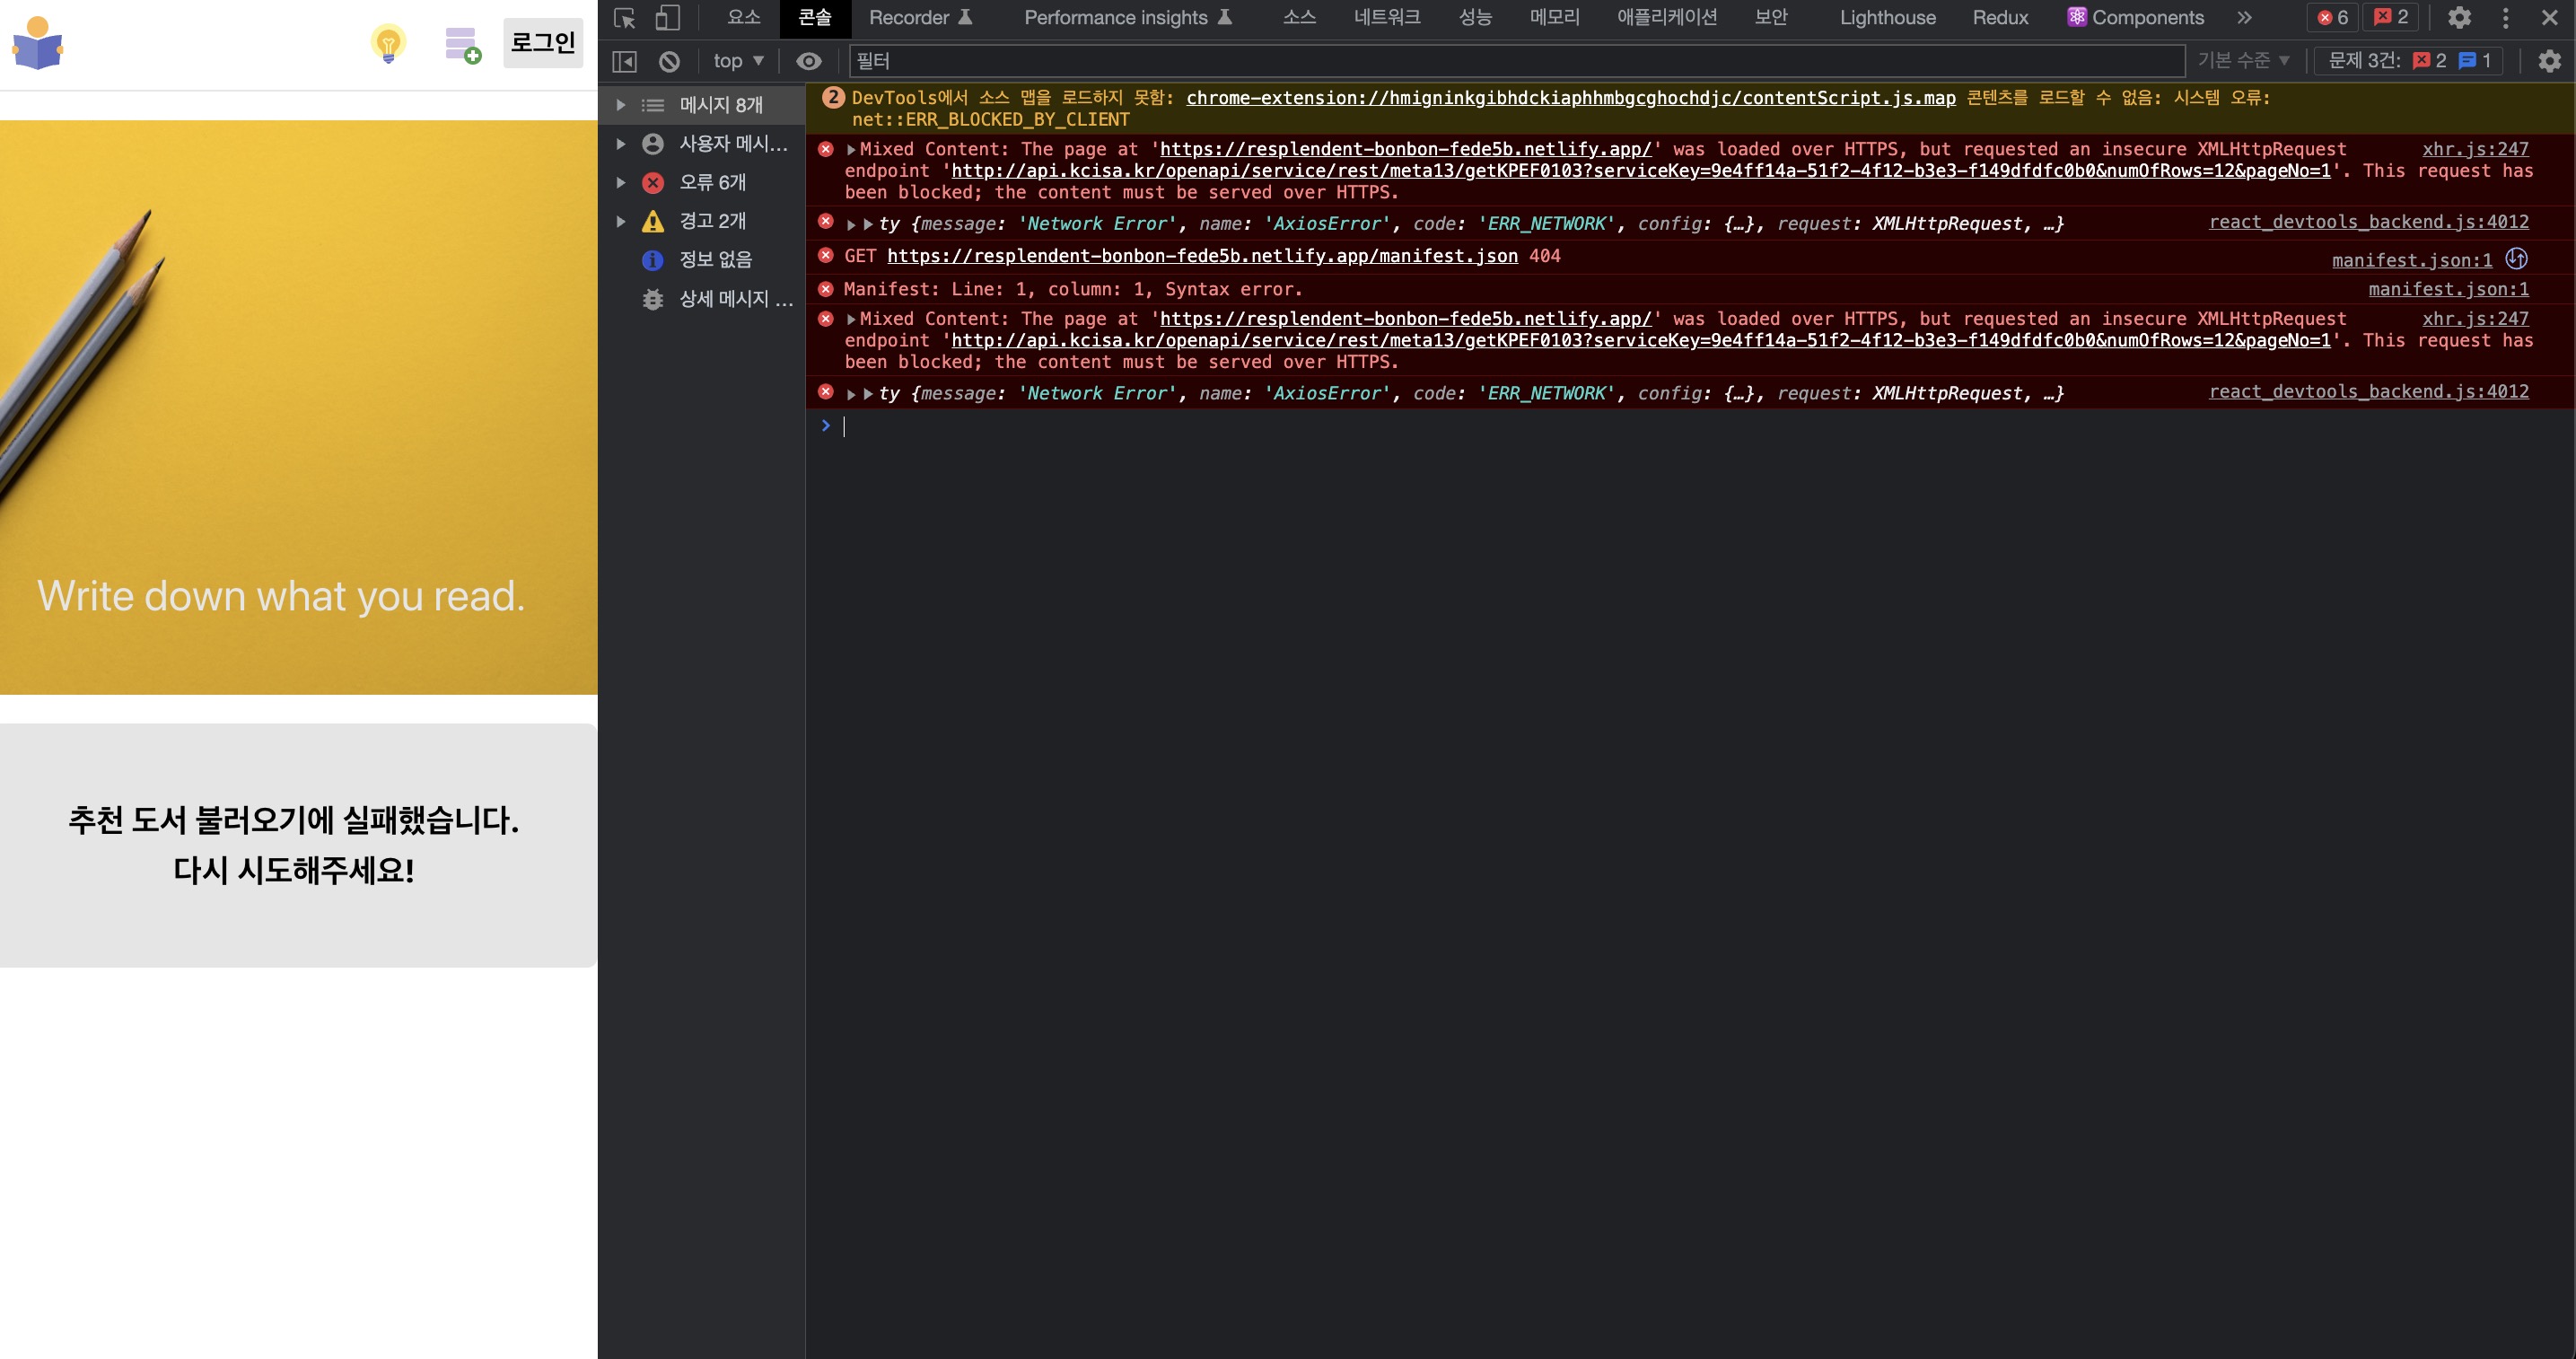 로그인
Write down what you read.
추천 도서 불러오기에 실패했습니다.
다시 시도해주세요!
요소 콘솔 Recorder Performance insights 소스 네트워크 성능 메모리 애플리케이션 보안 Lighthouse Redux Components 6 2
top 필터 기본 수준 문제 3건: 2 1
메시지 8개
사용자 메시...
오류 6개
경고 2개
정보 없음
상세 메시지 ...
2 DevTools에서 소스 맵을 로드하지 못함: chrome-extension://hmigninkgibhdckiaphhmbgcghochdjc/contentScript.js.map 콘텐츠를 로드할 수 없음: 시스템 오류:
net::ERR_BLOCKED_BY_CLIENT
Mixed Content: The page at 'https://resplendent-bonbon-fede5b.netlify.app/' was loaded over HTTPS, but requested an insecure XMLHttpRequest xhr.js:247
endpoint 'http://api.kcisa.kr/openapi/service/rest/meta13/getKPEF0103?serviceKey=9e4ff14a-51f2-4f12-b3e3-f149dfdfc0b0&numOfRows=12&pageNo=1'. This request has
been blocked; the content must be served over HTTPS.
ty {message: 'Network Error', name: 'AxiosError', code: 'ERR_NETWORK', config: {…}, request: XMLHttpRequest, …} react_devtools_backend.js:4012
GET https://resplendent-bonbon-fede5b.netlify.app/manifest.json 404 manifest.json:1
Manifest: Line: 1, column: 1, Syntax error. manifest.json:1
Mixed Content: The page at 'https://resplendent-bonbon-fede5b.netlify.app/' was loaded over HTTPS, but requested an insecure XMLHttpRequest xhr.js:247
endpoint 'http://api.kcisa.kr/openapi/service/rest/meta13/getKPEF0103?serviceKey=9e4ff14a-51f2-4f12-b3e3-f149dfdfc0b0&numOfRows=12&pageNo=1'. This request has
been blocked; the content must be served over HTTPS.
ty {message: 'Network Error', name: 'AxiosError', code: 'ERR_NETWORK', config: {…}, request: XMLHttpRequest, …} react_devtools_backend.js:4012